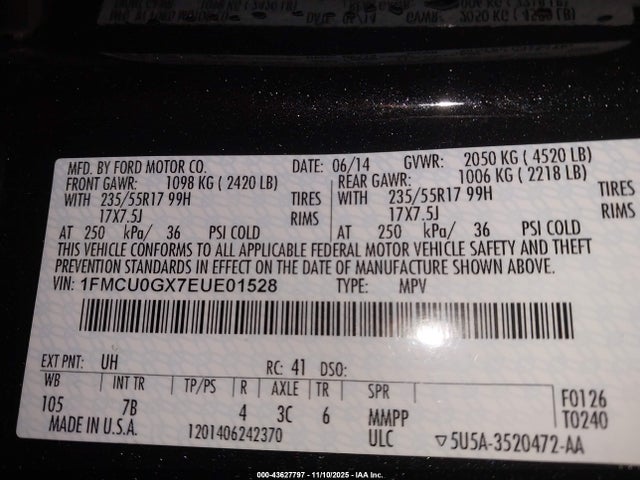 MFD. BY FORD MOTOR CO. DATE: 06/14 GVWR: 2050 KG ( 4520 LB)
FRONT GAWR: 1098 KG ( 2420 LB) REAR GAWR: 1006 KG ( 2218 LB)
WITH 235/55R17 99H TIRES WITH 235/55R17 99H TIRES
17X7.5J RIMS 17X7.5J RIMS
AT 250 kPa/ 36 PSI COLD AT 250 kPa/ 36 PSI COLD
THIS VEHICLE CONFORMS TO ALL APPLICABLE FEDERAL MOTOR VEHICLE SAFETY AND THEFT
PREVENTION STANDARDS IN EFFECT ON THE DATE OF MANUFACTURE SHOWN ABOVE.
VIN: 1FMCU0GX7EUE01528 TYPE: MPV
EXT PNT: UH RC: 41 DSO:
WB INT TR TP/PS R AXLE TR SPR F0126
105 7B 4 3C 6 MMPP T0240
MADE IN U.S.A. 1201406242370 ULC ▽5U5A-3520472-AA
000-43627797 - 11/10/2025 - IAA Inc.